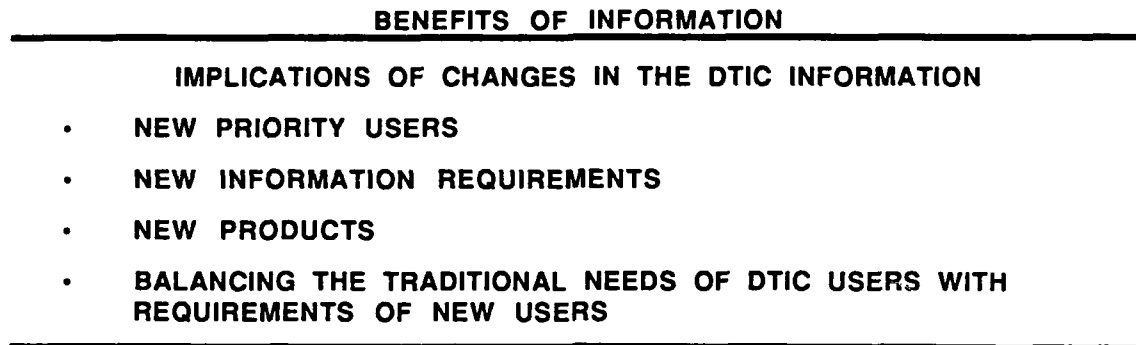 BENEFITS OF INFORMATION
IMPLICATIONS OF CHANGES IN THE DTIC INFORMATION
• NEW PRIORITY USERS
• NEW INFORMATION REQUIREMENTS
• NEW PRODUCTS
• BALANCING THE TRADITIONAL NEEDS OF DTIC USERS WITH
REQUIREMENTS OF NEW USERS